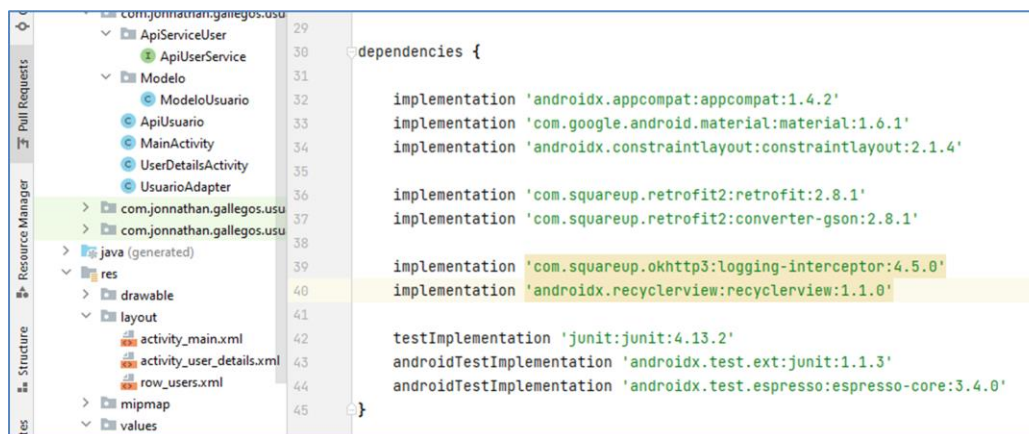 Pull Requests
Resource Manager
Structure
com.jonnathan.gallegos.usu
ApiServiceUser
I ApiUserService
Modelo
C ModeloUsuario
C ApiUsuario
C MainActivity
C UserDetailsActivity
C UsuarioAdapter
com.jonnathan.gallegos.usu
com.jonnathan.gallegos.usu
java (generated)
res
drawable
layout
activity_main.xml
activity_user_details.xml
row_users.xml
mipmap
values
29
30 dependencies {
31
32 implementation 'androidx.appcompat:appcompat:1.4.2'
33 implementation 'com.google.android.material:material:1.6.1'
34 implementation 'androidx.constraintlayout:constraintlayout:2.1.4'
35
36 implementation 'com.squareup.retrofit2:retrofit:2.8.1'
37 implementation 'com.squareup.retrofit2:converter-gson:2.8.1'
38
39 implementation 'com.squareup.okhttp3:logging-interceptor:4.5.0'
40 implementation 'androidx.recyclerview:recyclerview:1.1.0'
41
42 testImplementation 'junit:junit:4.13.2'
43 androidTestImplementation 'androidx.test.ext:junit:1.1.3'
44 androidTestImplementation 'androidx.test.espresso:espresso-core:3.4.0'
45 }